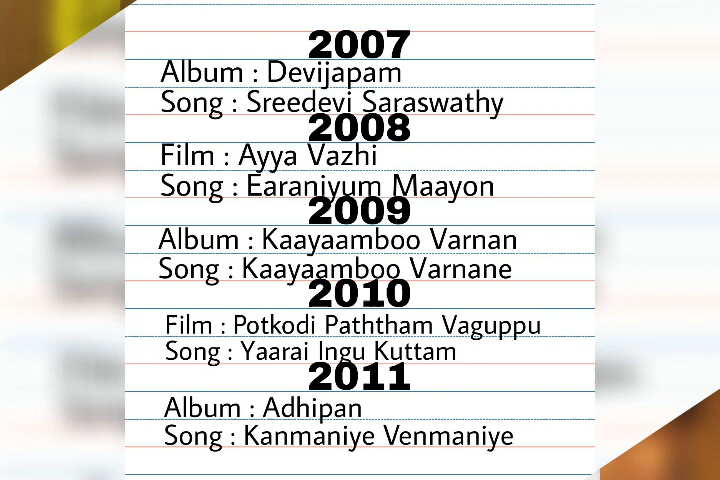 2007
Album : Devijapam
Song : Sreedevi Saraswathy
2008
Film : Ayya Vazhi
Song : Earaniyum Maayon
2009
Album : Kaayaamboo Varnan
Song : Kaayaamboo Varnane
2010
Film : Potkodi Paththam Vaguppu
Song : Yaarai Ingu Kuttam
2011
Album : Adhipan
Song : Kanmaniye Venmaniye